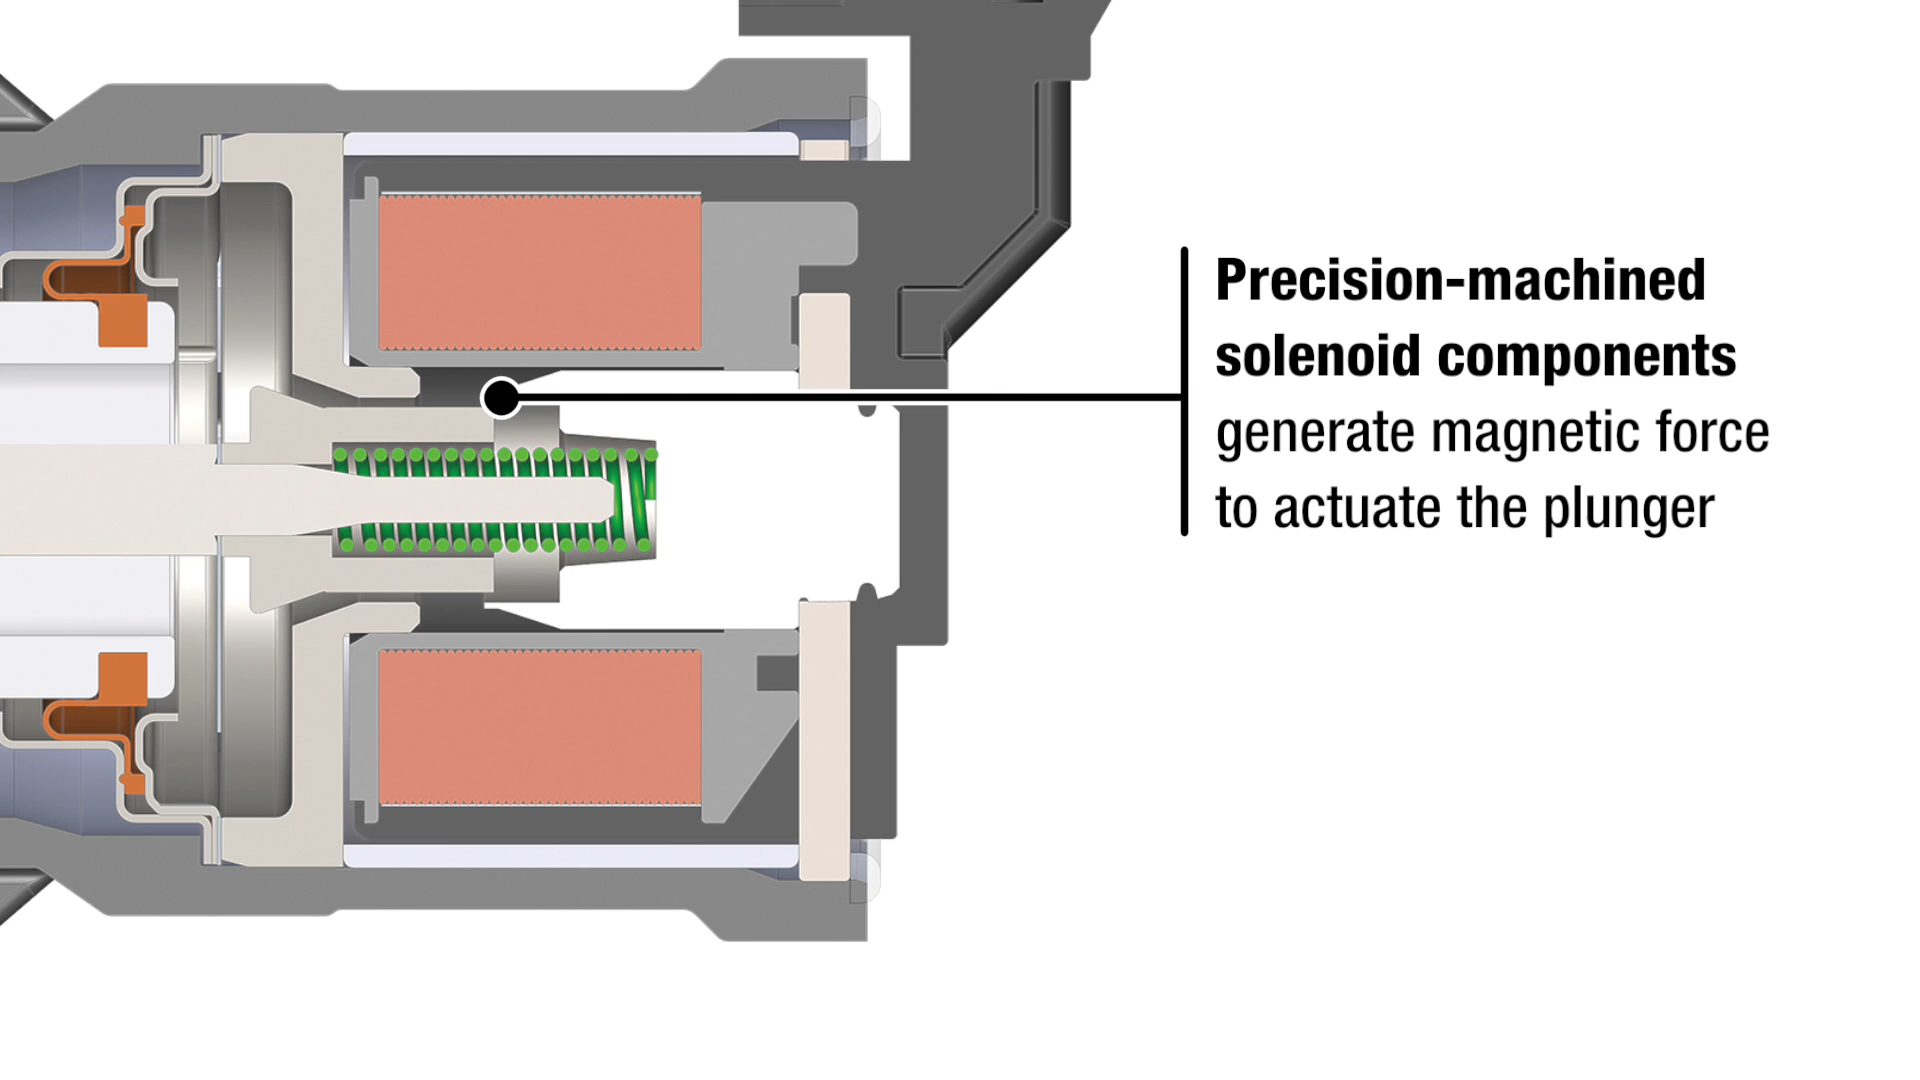 Precision-machined
solenoid components
generate magnetic force
to actuate the plunger